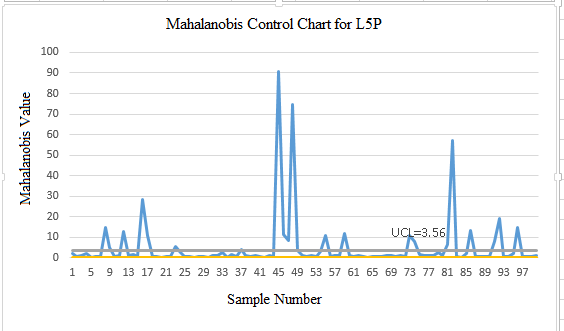 Mahalanobis Control Chart for L5P
100
90
80
70
60
50
40
30
20
10
0
Mahalanobis Value
UCL=3.56
1 5 9 13 17 21 25 29 33 37 41 45 49 53 57 61 65 69 73 77 81 85 89 93 97
Sample Number